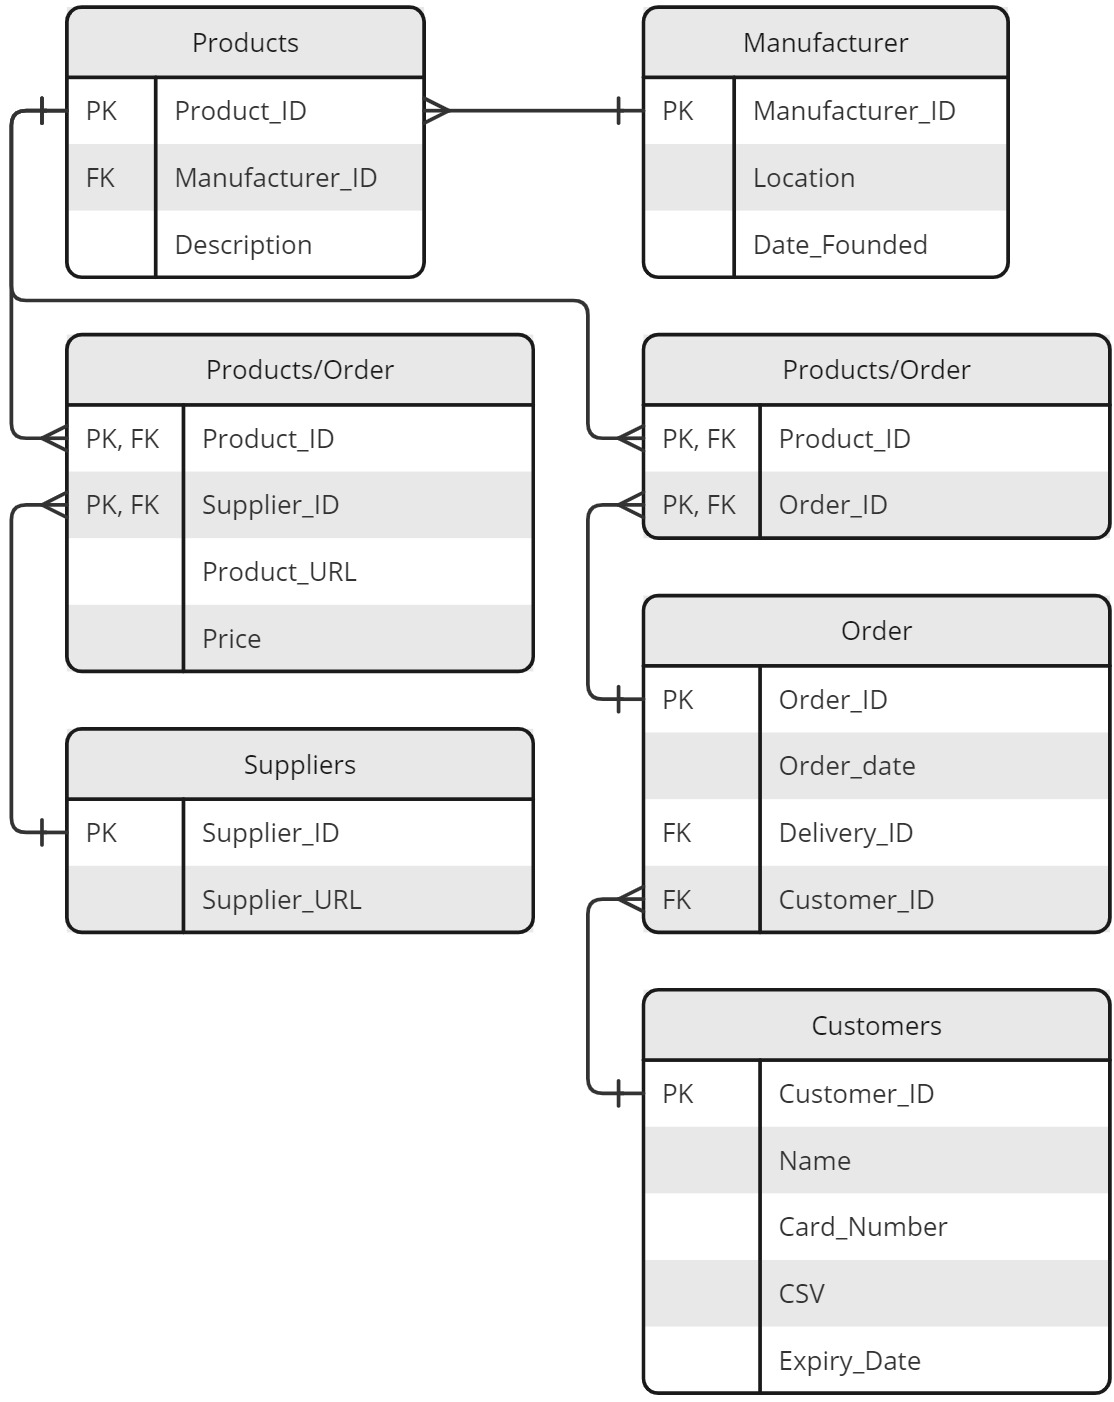 Products
PK Product_ID
FK Manufacturer_ID
Description
Manufacturer
PK Manufacturer_ID
Location
Date_Founded
Products/Order
PK, FK Product_ID
PK, FK Supplier_ID
Product_URL
Price
Products/Order
PK, FK Product_ID
PK, FK Order_ID
Suppliers
PK Supplier_ID
Supplier_URL
Order
PK Order_ID
Order_date
FK Delivery_ID
FK Customer_ID
Customers
PK Customer_ID
Name
Card_Number
CSV
Expiry_Date